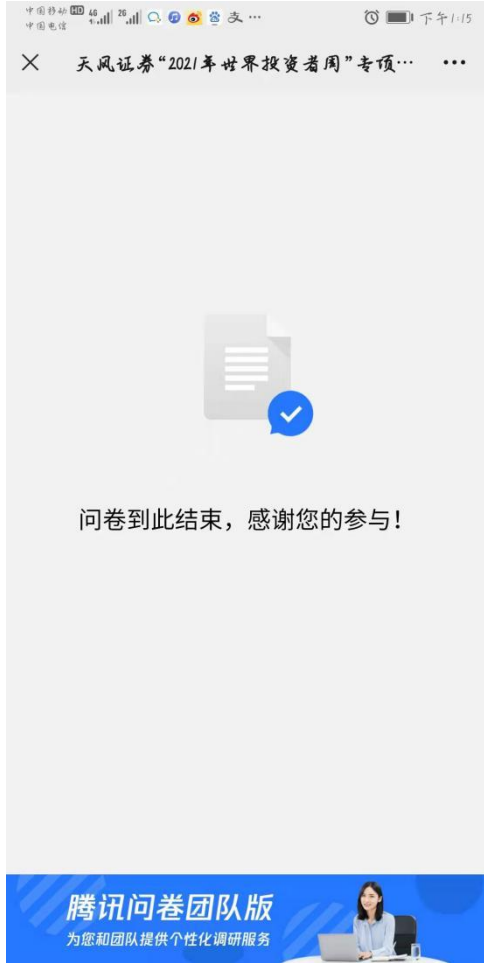 中国移动 HD 4G 2G 支 … 下午1:15
中国电信
天风证券“2021年世界投资者周”专项…
问卷到此结束，感谢您的参与！
腾讯问卷团队版
为您和团队提供个性化调研服务